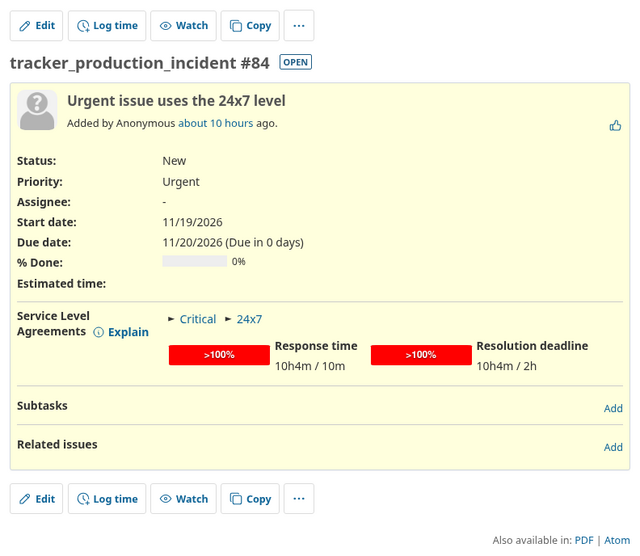 Edit Log time Watch Copy ...
tracker_production_incident #84 OPEN
Urgent issue uses the 24x7 level
Added by Anonymous about 10 hours ago.
Status: New
Priority: Urgent
Assignee: -
Start date: 11/19/2026
Due date: 11/20/2026 (Due in 0 days)
% Done: 0%
Estimated time:
Service Level Agreements Explain
► Critical ► 24x7
>100% Response time 10h4m / 10m
>100% Resolution deadline 10h4m / 2h
Subtasks Add
Related issues Add
Edit Log time Watch Copy ...
Also available in: PDF | Atom